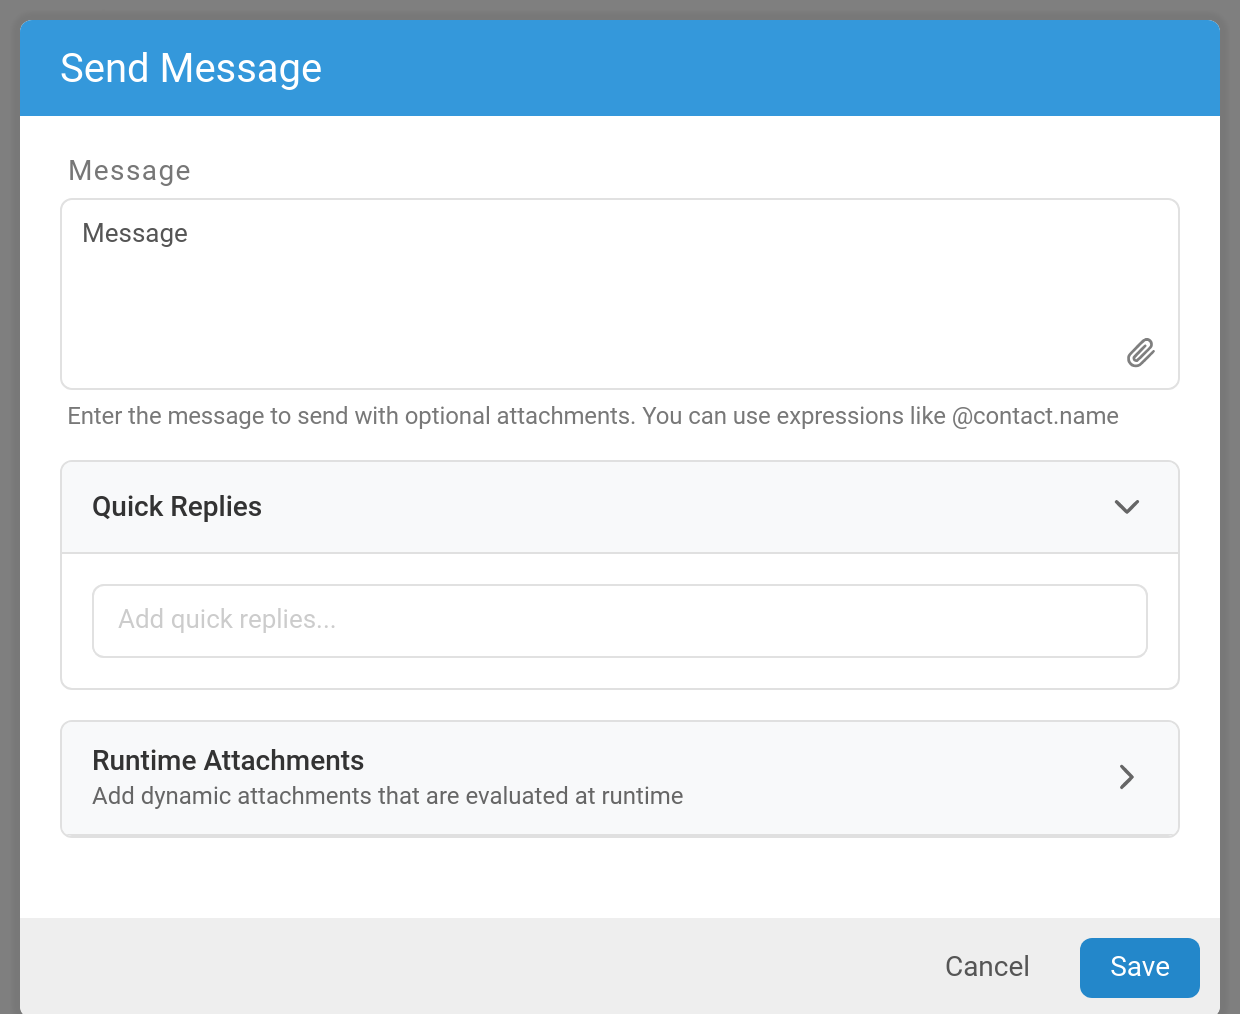 Send Message
Message
Message
Enter the message to send with optional attachments. You can use expressions like @contact.name
Quick Replies
Add quick replies...
Runtime Attachments
Add dynamic attachments that are evaluated at runtime
Cancel
Save